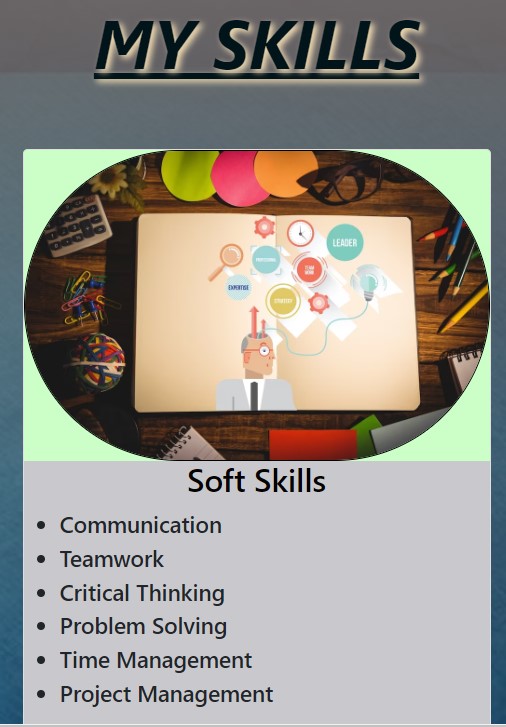 MY SKILLS
LEADER
PROFESSIONAL
TEAM
WORK
EXPERTISE
STRATEGY
Soft Skills
Communication
Teamwork
Critical Thinking
Problem Solving
Time Management
Project Management